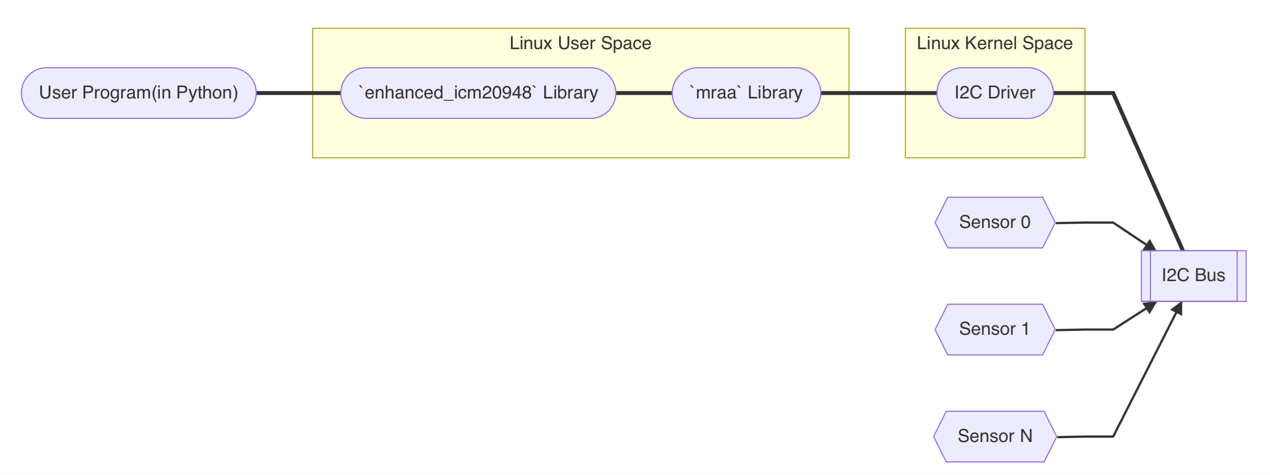 Linux User Space
Linux Kernel Space
User Program(in Python)
`enhanced_icm20948` Library
`mraa` Library
I2C Driver
Sensor 0
I2C Bus
Sensor 1
Sensor N